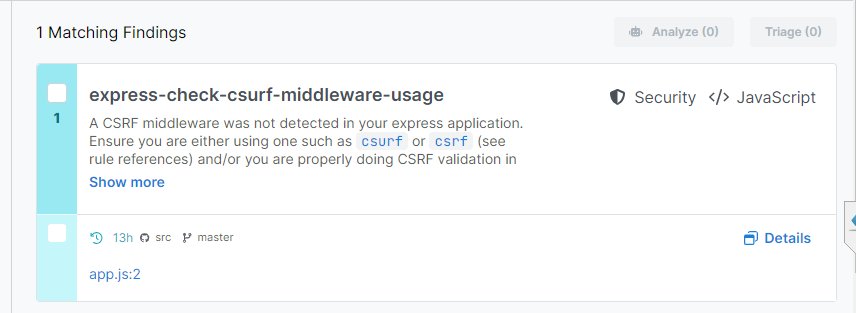 1 Matching Findings
Analyze (0)
Triage (0)
express-check-csurf-middleware-usage
Security
JavaScript
1
A CSRF middleware was not detected in your express application.
Ensure you are either using one such as csurf or csrf (see
rule references) and/or you are properly doing CSRF validation in
Show more
13h src master
Details
app.js:2